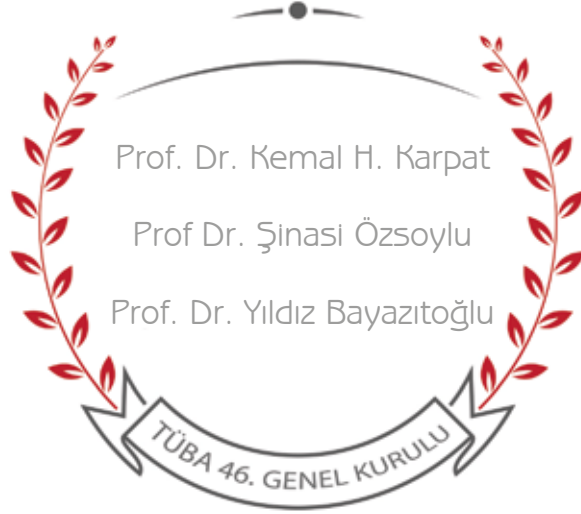 Prof. Dr. Kemal H. Karpat
Prof Dr. Şinasi Özsoylu
Prof. Dr. Yıldız Bayazıtoğlu
TÜBA 46. GENEL KURULU